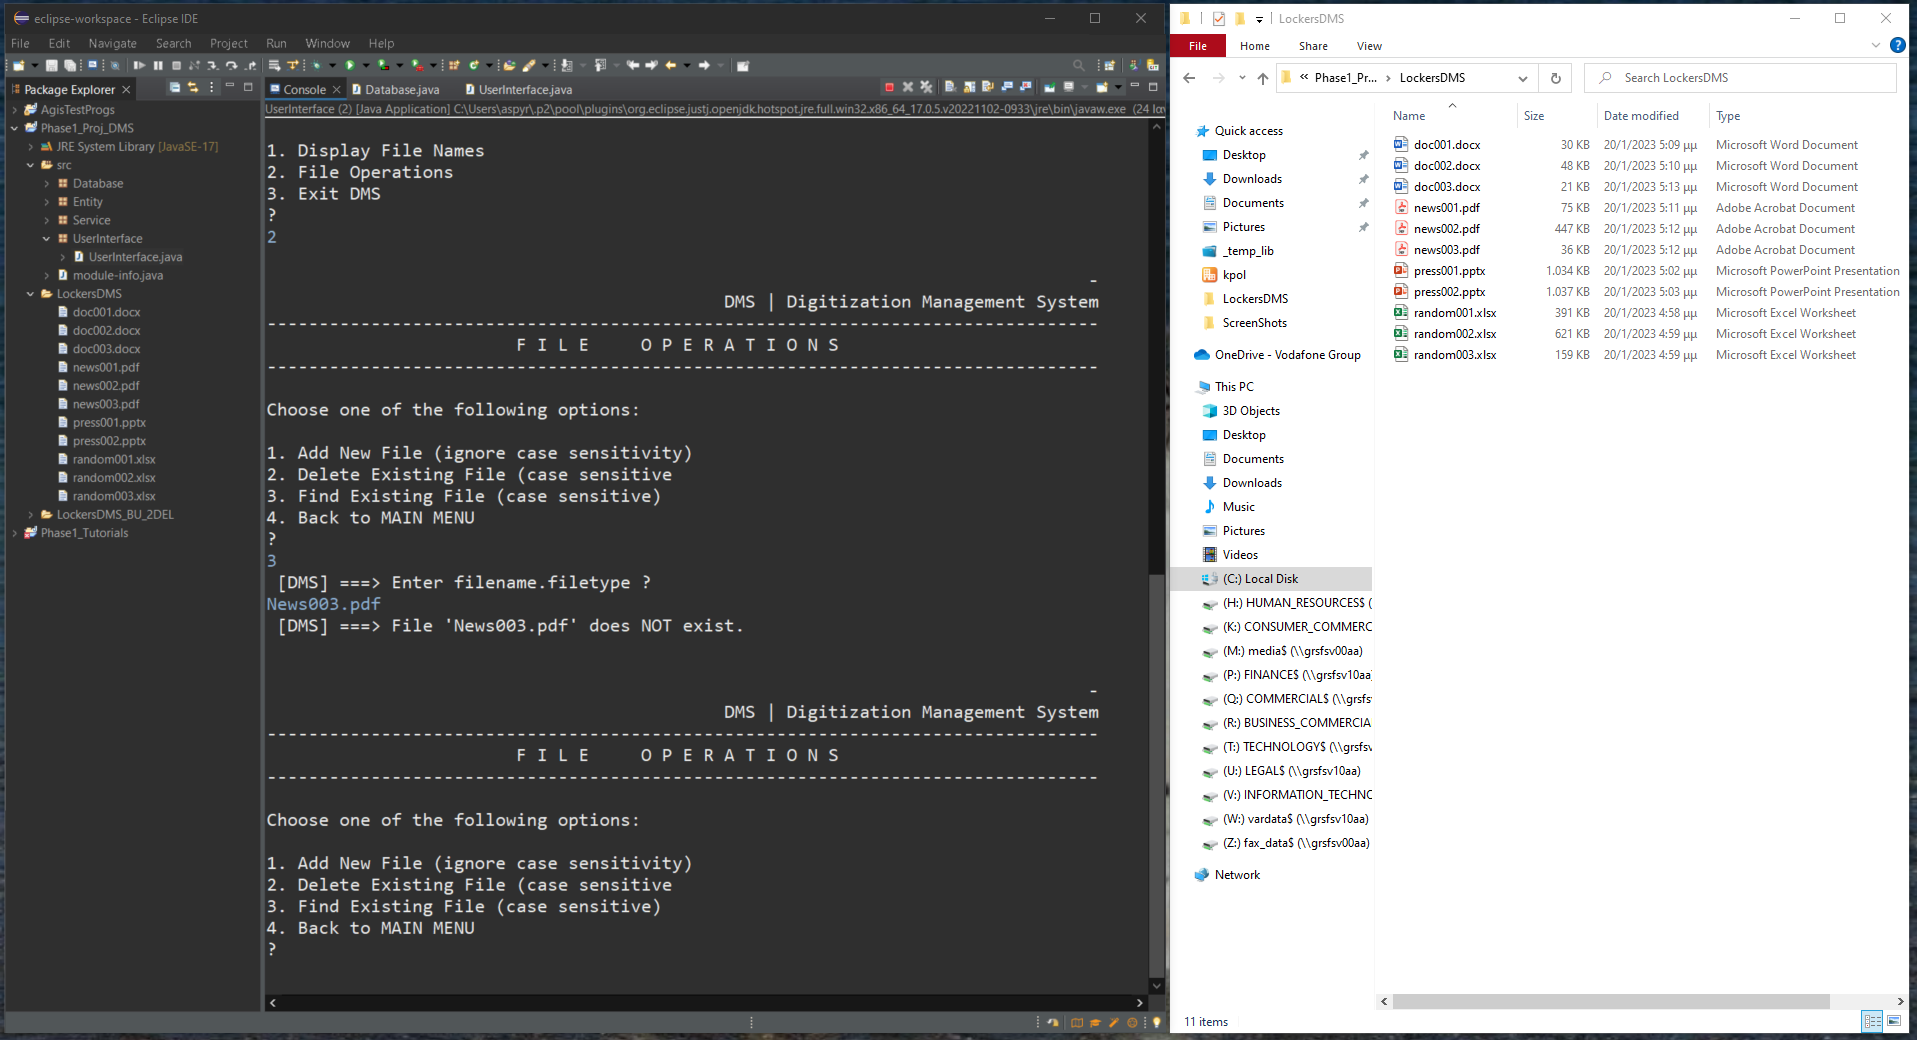 eclipse-workspace - Eclipse IDE
File Edit Navigate Search Project Run Window Help
Package Explorer
AgisTestProgs
Phase1_Proj_DMS
JRE System Library [JavaSE-17]
src
Database
Entity
Service
UserInterface
UserInterface.java
module-info.java
LockersDMS
doc001.docx
doc002.docx
doc003.docx
news001.pdf
news002.pdf
news003.pdf
press001.pptx
press002.pptx
random001.xlsx
random002.xlsx
random003.xlsx
LockersDMS_BU_2DEL
Phase1_Tutorials
Console Database.java UserInterface.java
UserInterface (2) [Java Application] C:\Users\aspyr\.p2\pool\plugins\org.eclipse.justj.openjdk.hotspot.jre.full.win32.x86_64_17.0.5.v20221102-0933\jre\bin\javaw.exe (24 Ιαν
1. Display File Names
2. File Operations
3. Exit DMS
?
2
-
DMS | Digitization Management System
--------------------------------------------------------------------------------
F I L E     O P E R A T I O N S
--------------------------------------------------------------------------------
Choose one of the following options:
1. Add New File (ignore case sensitivity)
2. Delete Existing File (case sensitive
3. Find Existing File (case sensitive)
4. Back to MAIN MENU
?
3
[DMS] ===> Enter filename.filetype ?
News003.pdf
[DMS] ===> File 'News003.pdf' does NOT exist.
-
DMS | Digitization Management System
--------------------------------------------------------------------------------
F I L E     O P E R A T I O N S
--------------------------------------------------------------------------------
Choose one of the following options:
1. Add New File (ignore case sensitivity)
2. Delete Existing File (case sensitive
3. Find Existing File (case sensitive)
4. Back to MAIN MENU
?
LockersDMS
File Home Share View
« Phase1_Pr... › LockersDMS
Search LockersDMS
Quick access
Desktop
Downloads
Documents
Pictures
_temp_lib
kpol
LockersDMS
ScreenShots
OneDrive - Vodafone Group
This PC
3D Objects
Desktop
Documents
Downloads
Music
Pictures
Videos
(C:) Local Disk
(H:) HUMAN_RESOURCES$ (
(K:) CONSUMER_COMMERC
(M:) media$ (\\grsfsv00aa)
(P:) FINANCE$ (\\grsfsv10aa)
(Q:) COMMERCIAL$ (\\grsfs
(R:) BUSINESS_COMMERCIA
(T:) TECHNOLOGY$ (\\grsfsv
(U:) LEGAL$ (\\grsfsv10aa)
(V:) INFORMATION_TECHNO
(W:) vardata$ (\\grsfsv10aa)
(Z:) fax_data$ (\\grsfsv00aa)
Network
Name Size Date modified Type
doc001.docx 30 KB 20/1/2023 5:09 μμ Microsoft Word Document
doc002.docx 48 KB 20/1/2023 5:10 μμ Microsoft Word Document
doc003.docx 21 KB 20/1/2023 5:13 μμ Microsoft Word Document
news001.pdf 75 KB 20/1/2023 5:11 μμ Adobe Acrobat Document
news002.pdf 447 KB 20/1/2023 5:12 μμ Adobe Acrobat Document
news003.pdf 36 KB 20/1/2023 5:12 μμ Adobe Acrobat Document
press001.pptx 1.034 KB 20/1/2023 5:02 μμ Microsoft PowerPoint Presentation
press002.pptx 1.037 KB 20/1/2023 5:03 μμ Microsoft PowerPoint Presentation
random001.xlsx 391 KB 20/1/2023 4:58 μμ Microsoft Excel Worksheet
random002.xlsx 621 KB 20/1/2023 4:59 μμ Microsoft Excel Worksheet
random003.xlsx 159 KB 20/1/2023 4:59 μμ Microsoft Excel Worksheet
11 items